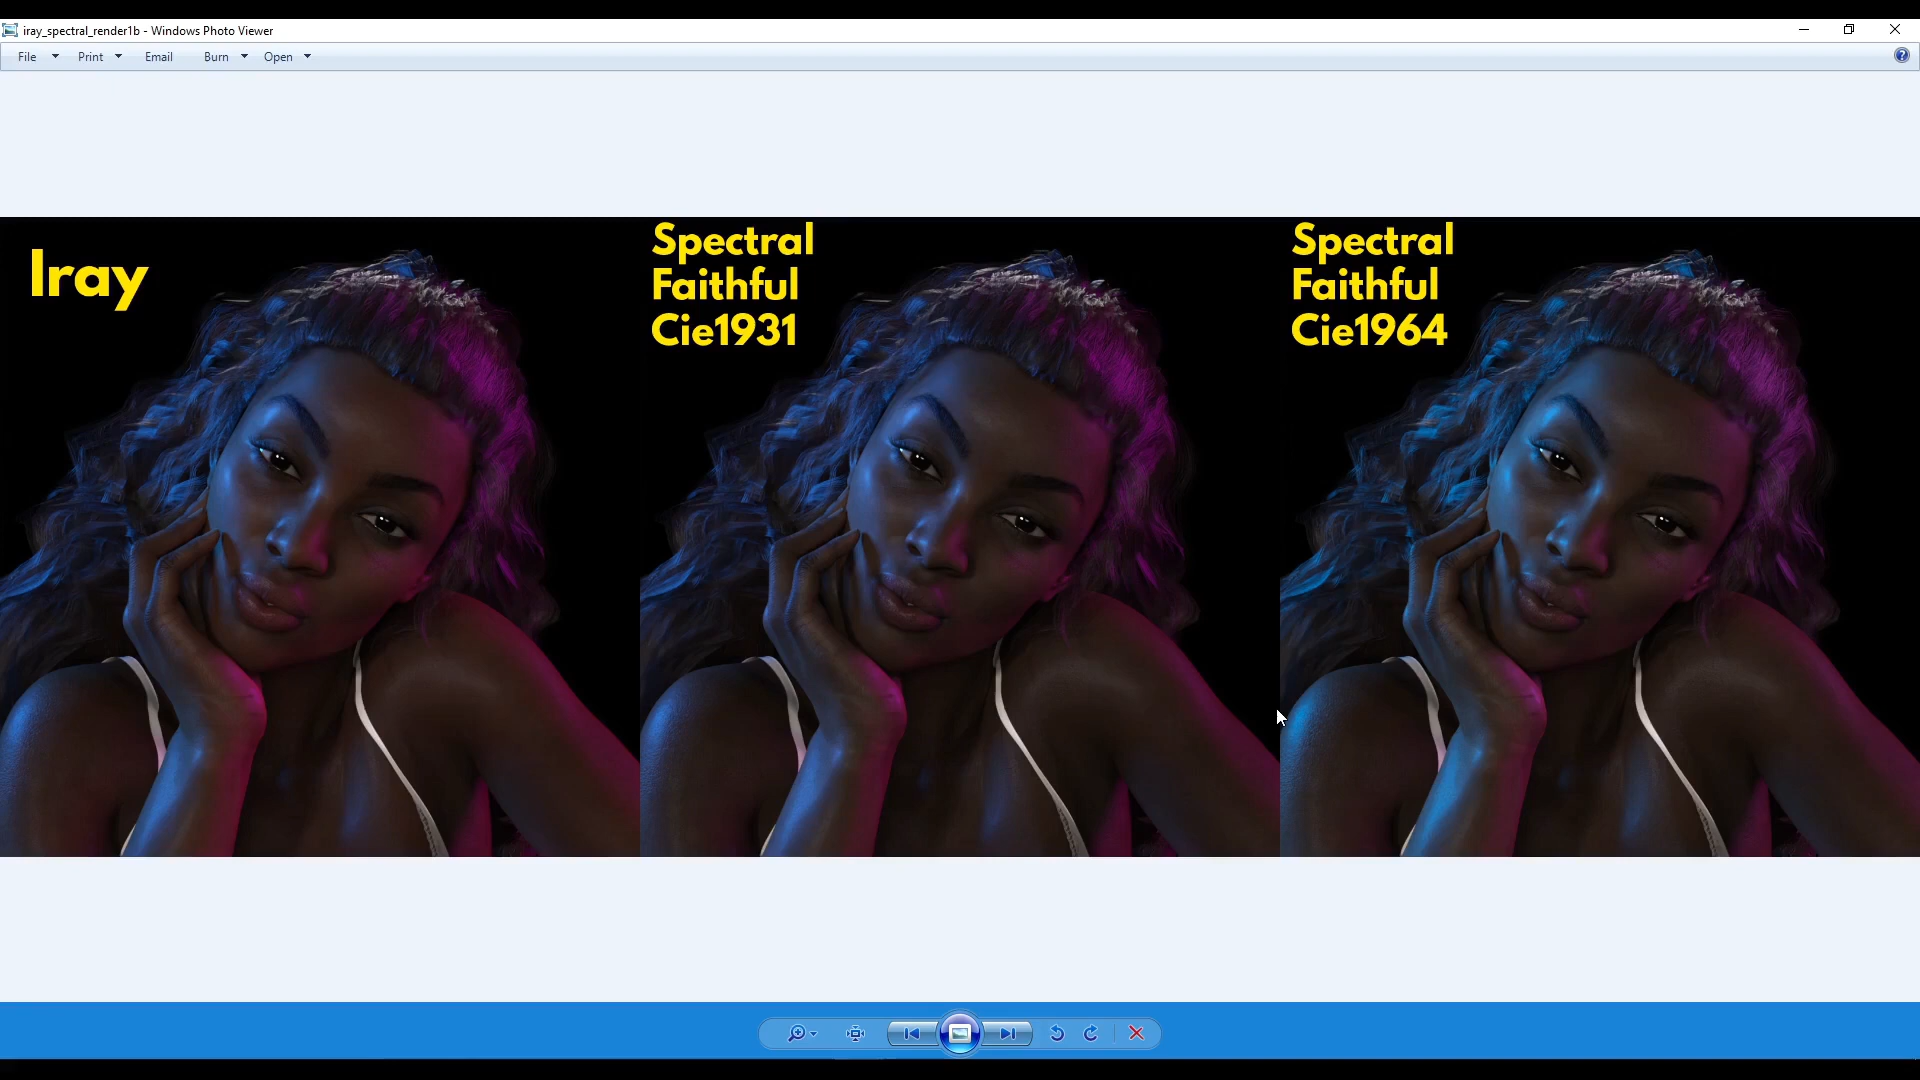 iray_spectral_render1b - Windows Photo Viewer
File Print Email Burn Open
Iray
Spectral
Faithful
Cie1931
Spectral
Faithful
Cie1964